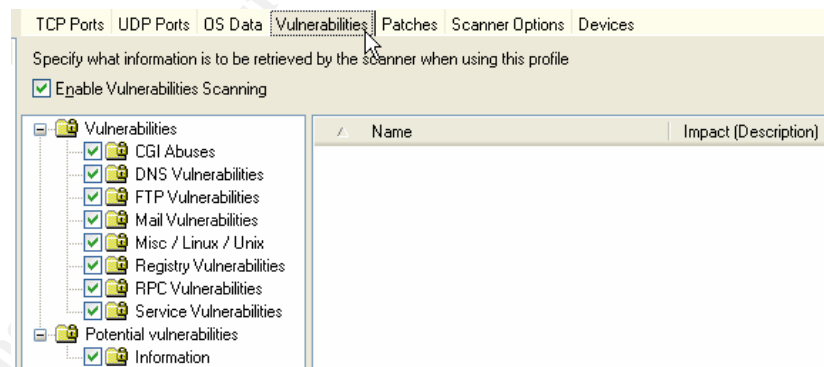 TCP Ports UDP Ports OS Data Vulnerabilities Patches Scanner Options Devices
Specify what information is to be retrieved by the scanner when using this profile
Enable Vulnerabilities Scanning
Vulnerabilities
CGI Abuses
DNS Vulnerabilities
FTP Vulnerabilities
Mail Vulnerabilities
Misc / Linux / Unix
Registry Vulnerabilities
RPC Vulnerabilities
Service Vulnerabilities
Potential vulnerabilities
Information
Name Impact (Description)